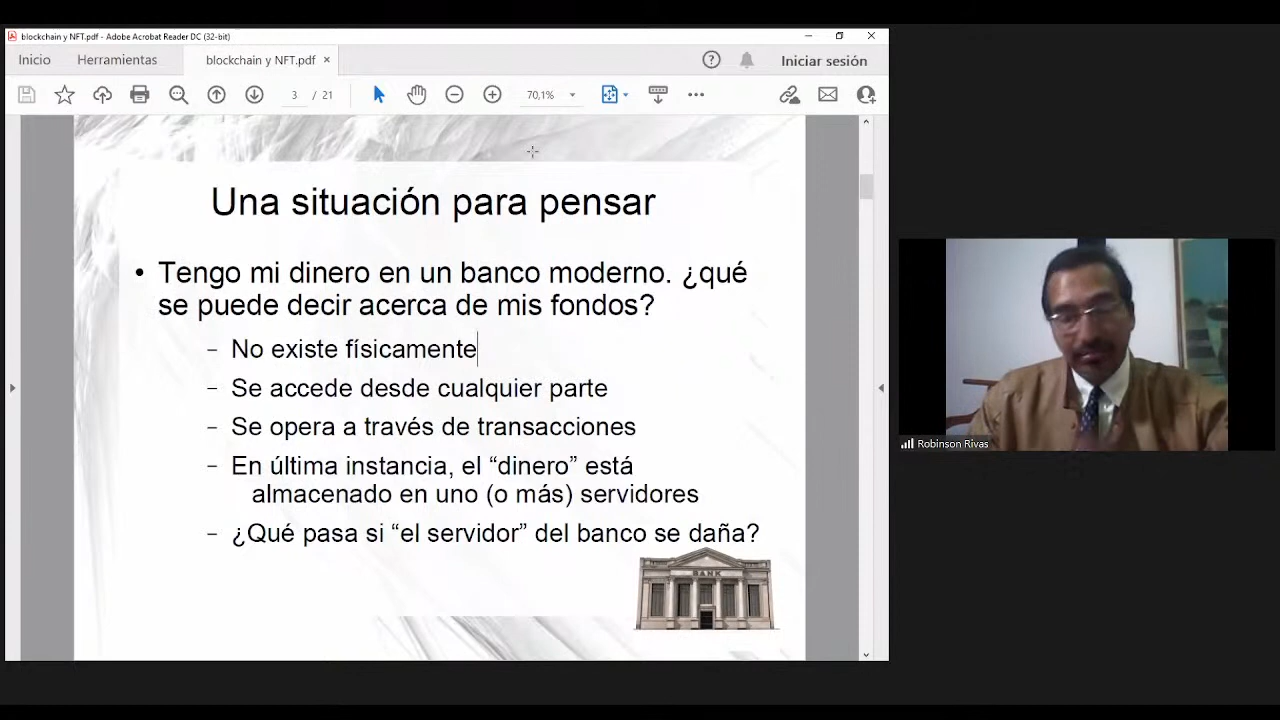 blockchain y NFT.pdf - Adobe Acrobat Reader DC (32-bit)
Inicio
Herramientas
blockchain y NFT.pdf ×
Iniciar sesión
3 / 21
70,1%
Una situación para pensar
• Tengo mi dinero en un banco moderno. ¿qué
se puede decir acerca de mis fondos?
– No existe físicamente
– Se accede desde cualquier parte
– Se opera a través de transacciones
– En última instancia, el “dinero” está
almacenado en uno (o más) servidores
– ¿Qué pasa si “el servidor” del banco se daña?
BANK
Robinson Rivas